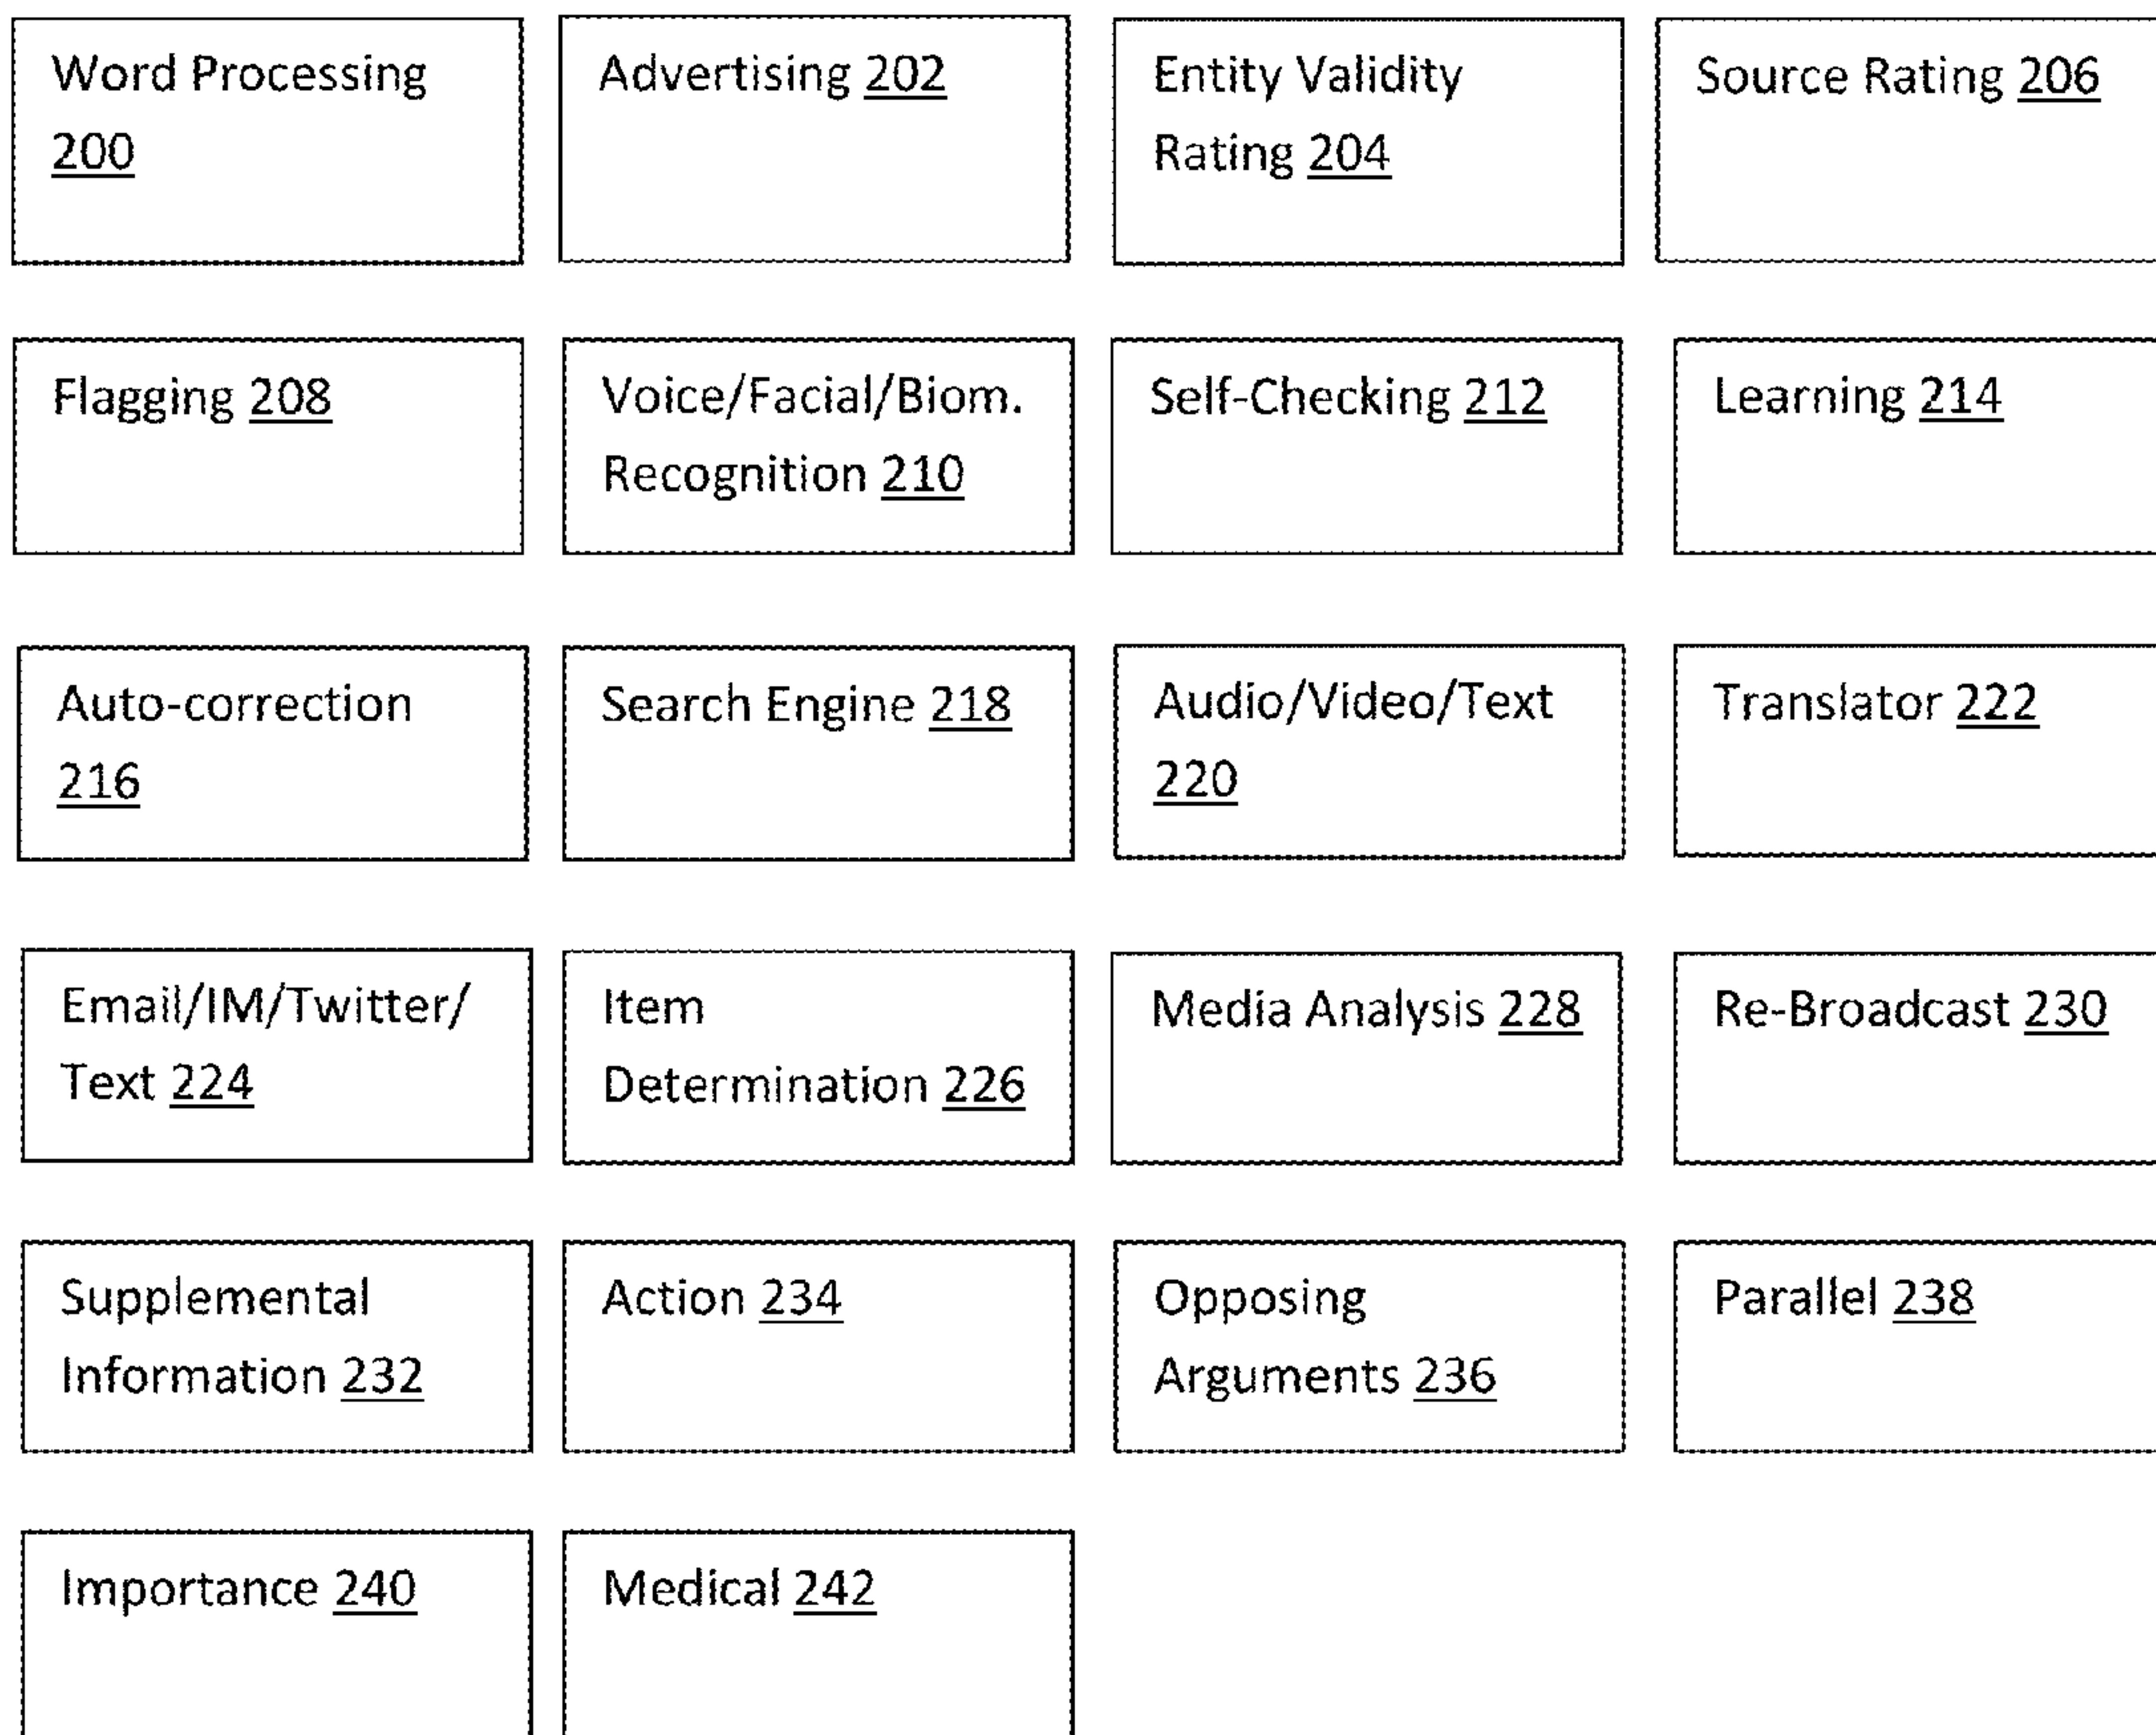 Word Processing
200
Advertising 202
Entity Validity
Rating 204
Source Rating 206
Flagging 208
Voice/Facial/Biom.
Recognition 210
Self-Checking 212
Learning 214
Auto-correction
216
Search Engine 218
Audio/Video/Text
220
Translator 222
Email/IM/Twitter/
Text 224
Item
Determination 226
Media Analysis 228
Re-Broadcast 230
Supplemental
Information 232
Action 234
Opposing
Arguments 236
Parallel 238
Importance 240
Medical 242